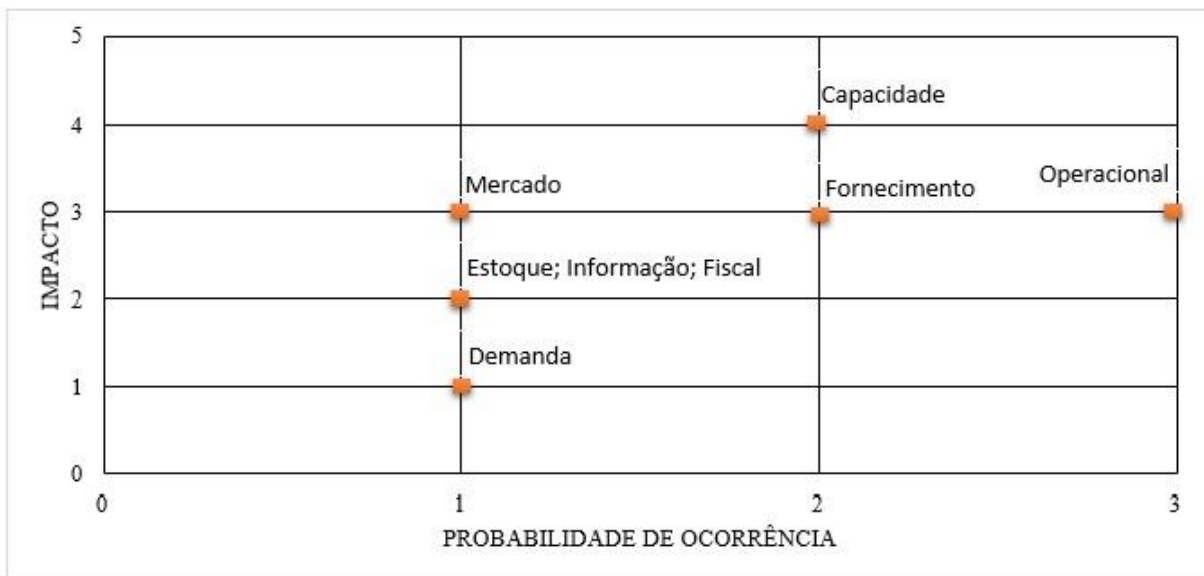 5
Capacidade
4
Operacional
Mercado
Fornecimento
3
IMPACTO
Estoque; Informação; Fiscal
2
Demanda
1
0
0 1 2 3
PROBABILIDADE DE OCORRÊNCIA